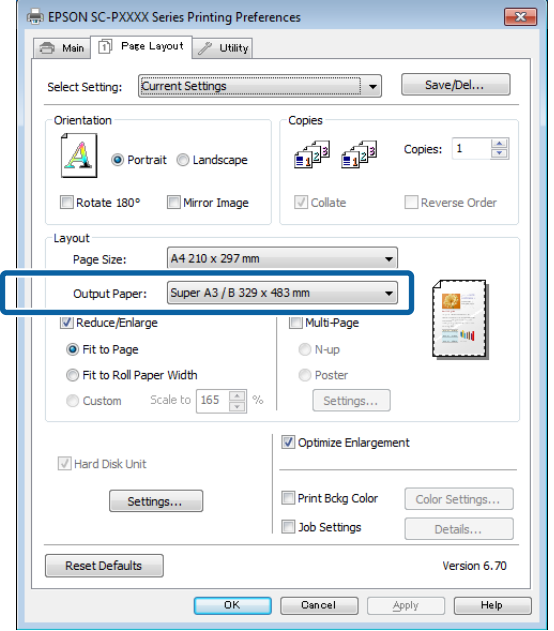 EPSON SC-PXXXX Series Printing Preferences
Main Page Layout Utility
Select Setting: Current Settings Save/Del...
Orientation Copies
Portrait Landscape Copies: 1
Rotate 180° Mirror Image Collate Reverse Order
Layout
Page Size: A4 210 x 297 mm
Output Paper: Super A3 / B 329 x 483 mm
Reduce/Enlarge Multi-Page
Fit to Page N-up
Fit to Roll Paper Width Poster
Custom Scale to 165 % Settings...
Optimize Enlargement
Hard Disk Unit
Settings... Print Bckg Color Color Settings...
Job Settings Details...
Reset Defaults Version 6.70
OK Cancel Apply Help